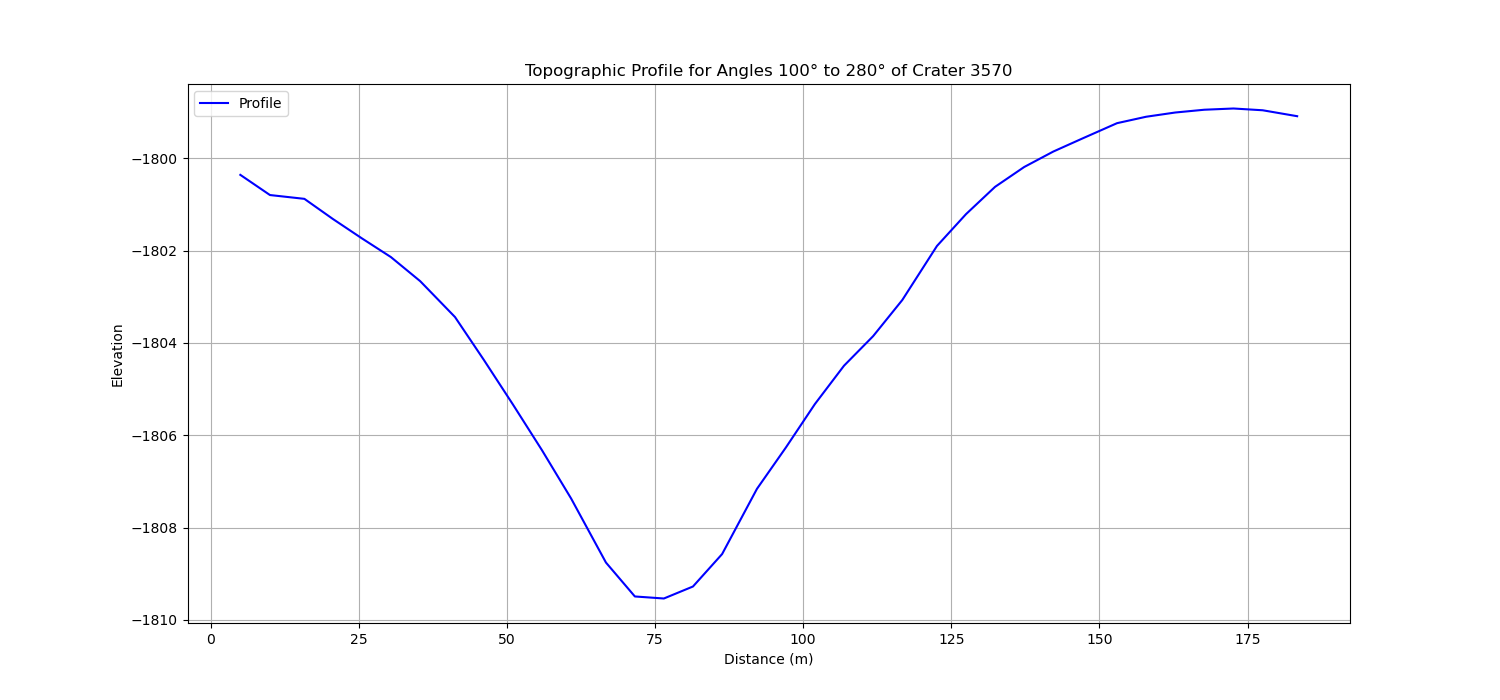 Topographic Profile for Angles 100° to 280° of Crater 3570
Profile
Elevation
−1800
−1802
−1804
−1806
−1808
−1810
0 25 50 75 100 125 150 175
Distance (m)